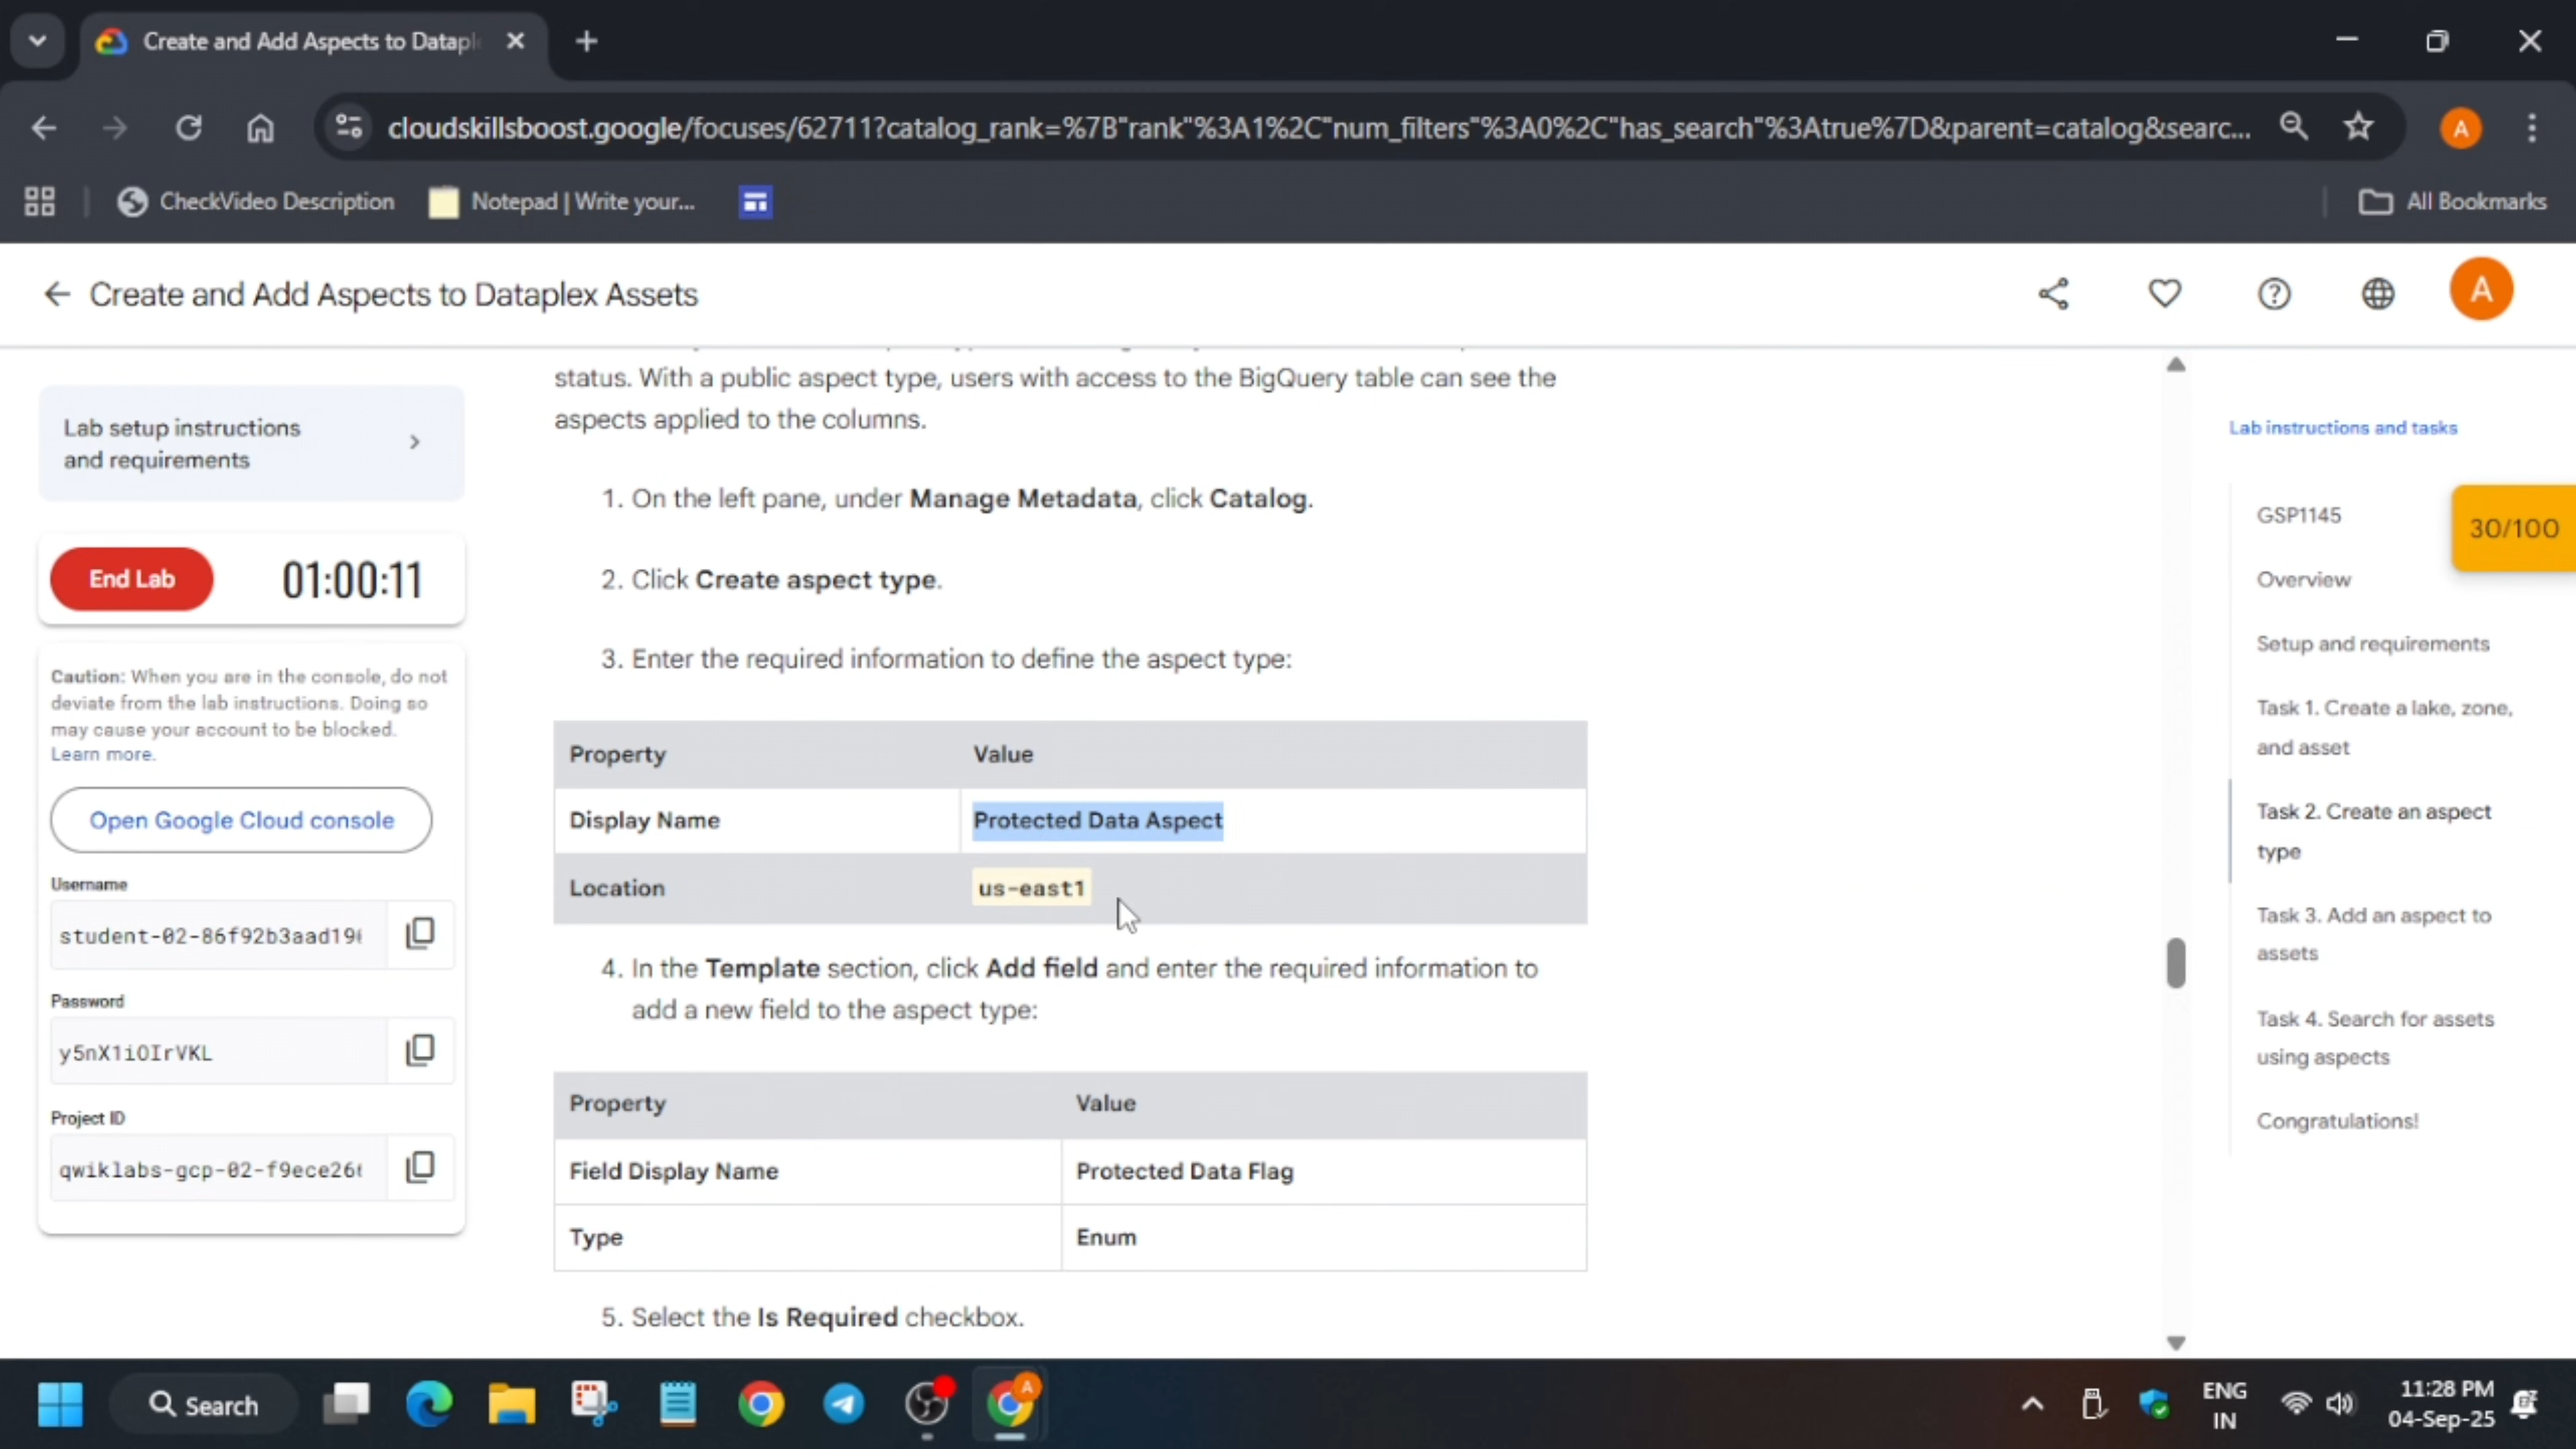 Create and Add Aspects to Datapl
cloudskillsboost.google/focuses/62711?catalog_rank=%7B"rank"%3A1%2C"num_filters"%3A0%2C"has_search"%3Atrue%7D&parent=catalog&searc...
A
CheckVideo Description
Notepad | Write your...
All Bookmarks
Create and Add Aspects to Dataplex Assets
A
Lab setup instructions
and requirements
End Lab
01:00:11
Caution: When you are in the console, do not
deviate from the lab instructions. Doing so
may cause your account to be blocked.
Learn more.
Open Google Cloud console
Username
student-02-86f92b3aad19
Password
y5nX1iOIrVKL
Project ID
qwiklabs-gcp-02-f9ece26
status. With a public aspect type, users with access to the BigQuery table can see the
aspects applied to the columns.
1. On the left pane, under Manage Metadata, click Catalog.
2. Click Create aspect type.
3. Enter the required information to define the aspect type:
Property Value
Display Name Protected Data Aspect
Location us-east1
4. In the Template section, click Add field and enter the required information to
add a new field to the aspect type:
Property Value
Field Display Name Protected Data Flag
Type Enum
5. Select the Is Required checkbox.
Lab instructions and tasks
GSP1145
30/100
Overview
Setup and requirements
Task 1. Create a lake, zone,
and asset
Task 2. Create an aspect
type
Task 3. Add an aspect to
assets
Task 4. Search for assets
using aspects
Congratulations!
Search
A
ENG
IN
11:28 PM
04-Sep-25